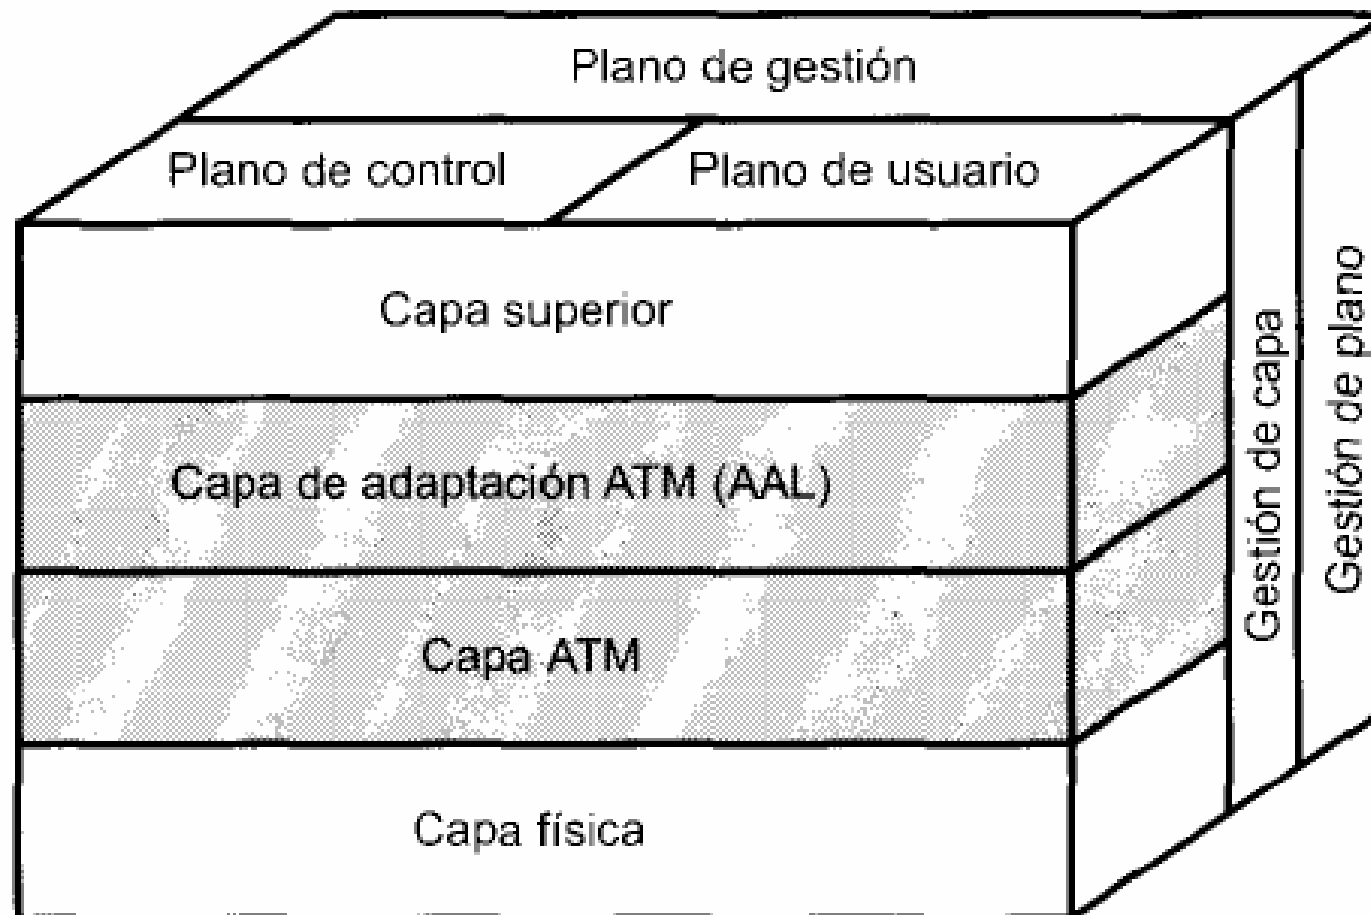 Plano de gestión
Plano de control
Plano de usuario
Capa superior
Capa de adaptación ATM (AAL)
Capa ATM
Capa física
Gestión de capa
Gestión de plano